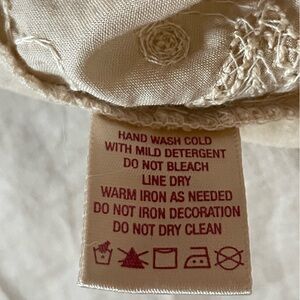 HAND WASH COLD
WITH MILD DETERGENT
DO NOT BLEACH
LINE DRY
WARM IRON AS NEEDED
DO NOT IRON DECORATION
DO NOT DRY CLEAN